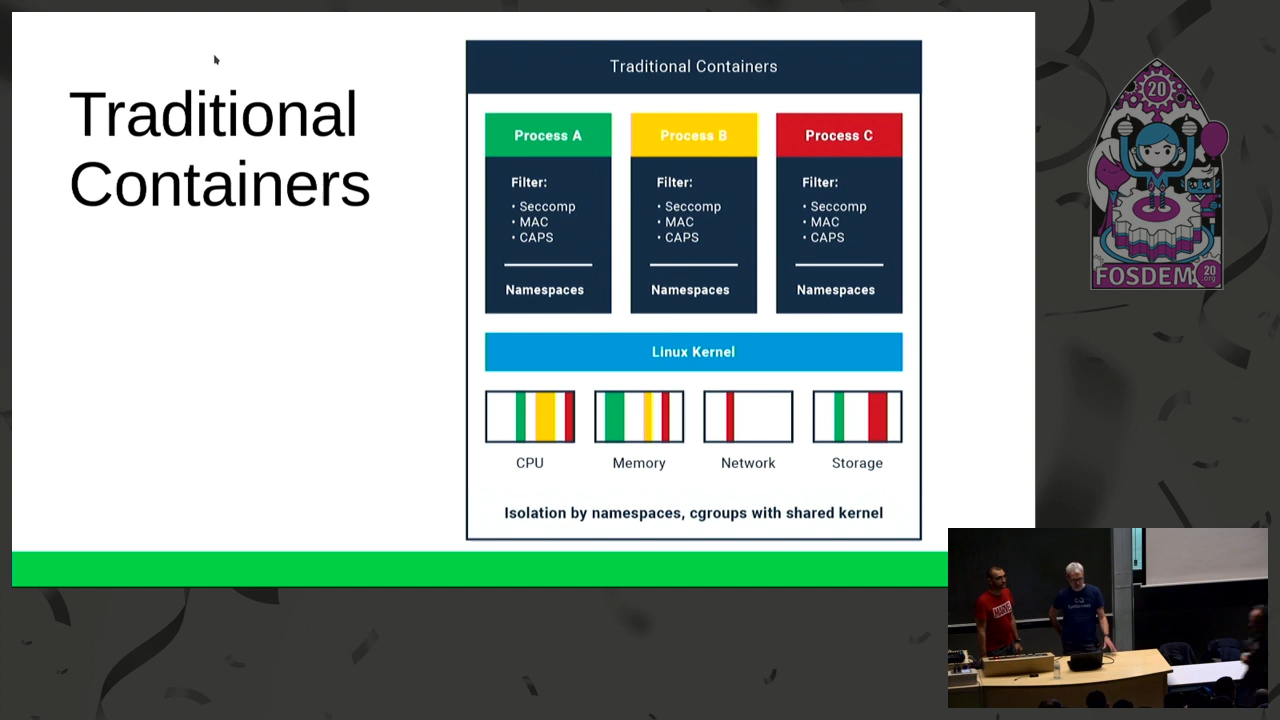 Traditional
Containers
Traditional Containers
Process A
Filter:
• Seccomp
• MAC
• CAPS
Namespaces
Process B
Filter:
• Seccomp
• MAC
• CAPS
Namespaces
Process C
Filter:
• Seccomp
• MAC
• CAPS
Namespaces
Linux Kernel
CPU
Memory
Network
Storage
Isolation by namespaces, cgroups with shared kernel
20
FOSDEM
20
.org